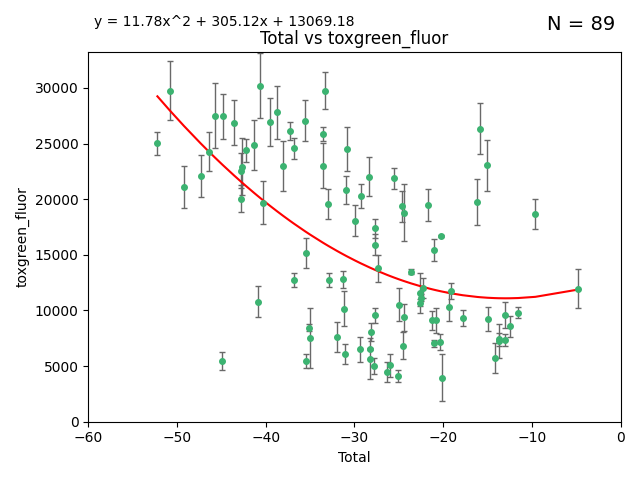 y = 11.78x^2 + 305.12x + 13069.18
N = 89
Total vs toxgreen_fluor
30000
25000
20000
15000
10000
5000
0
toxgreen_fluor
−60
−50
−40
−30
−20
−10
0
Total